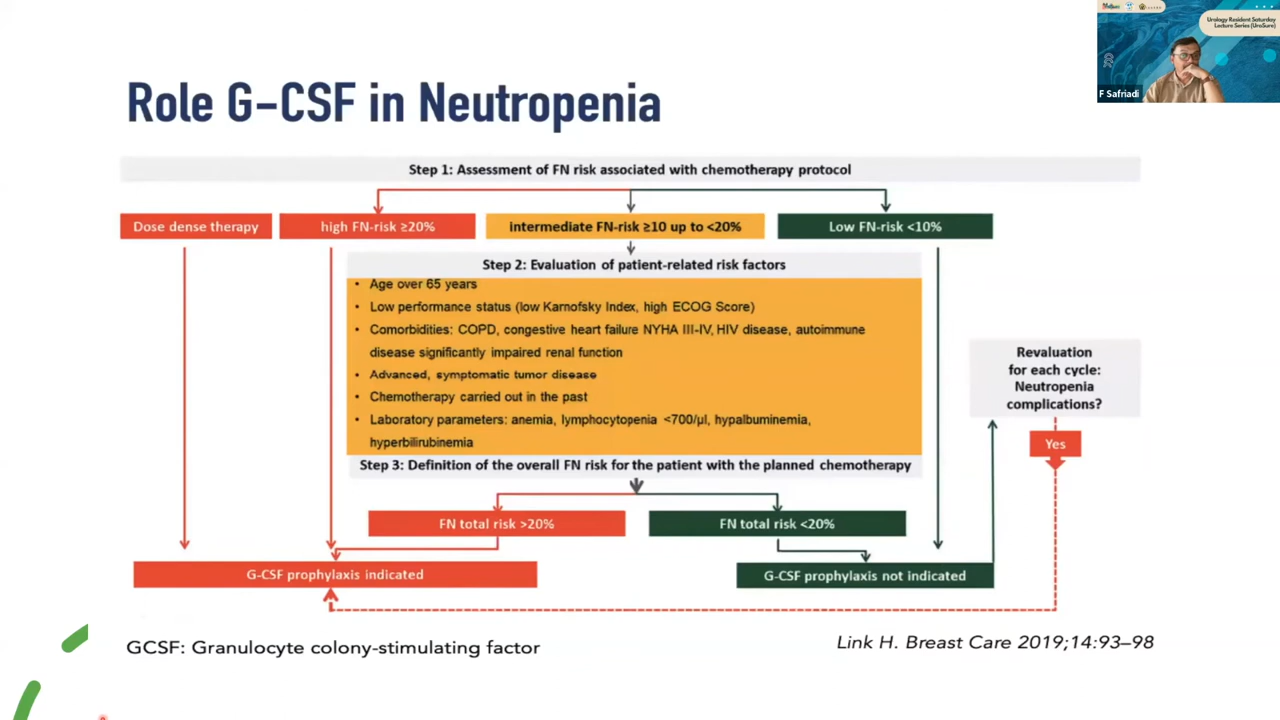 Urology Resident Saturday
Lecture Series (UroSure)
F Safriadi
Role G-CSF in Neutropenia
Step 1: Assessment of FN risk associated with chemotherapy protocol
Dose dense therapy
high FN-risk ≥20%
intermediate FN-risk ≥10 up to <20%
Low FN-risk <10%
Step 2: Evaluation of patient-related risk factors
• Age over 65 years
• Low performance status (low Karnofsky Index, high ECOG Score)
• Comorbidities: COPD, congestive heart failure NYHA III-IV, HIV disease, autoimmune
disease significantly impaired renal function
• Advanced, symptomatic tumor disease
• Chemotherapy carried out in the past
• Laboratory parameters: anemia, lymphocytopenia <700/µl, hypalbuminemia,
hyperbilirubinemia
Step 3: Definition of the overall FN risk for the patient with the planned chemotherapy
FN total risk >20%
FN total risk <20%
G-CSF prophylaxis indicated
G-CSF prophylaxis not indicated
Revaluation
for each cycle:
Neutropenia
complications?
Yes
GCSF: Granulocyte colony-stimulating factor
Link H. Breast Care 2019;14:93–98